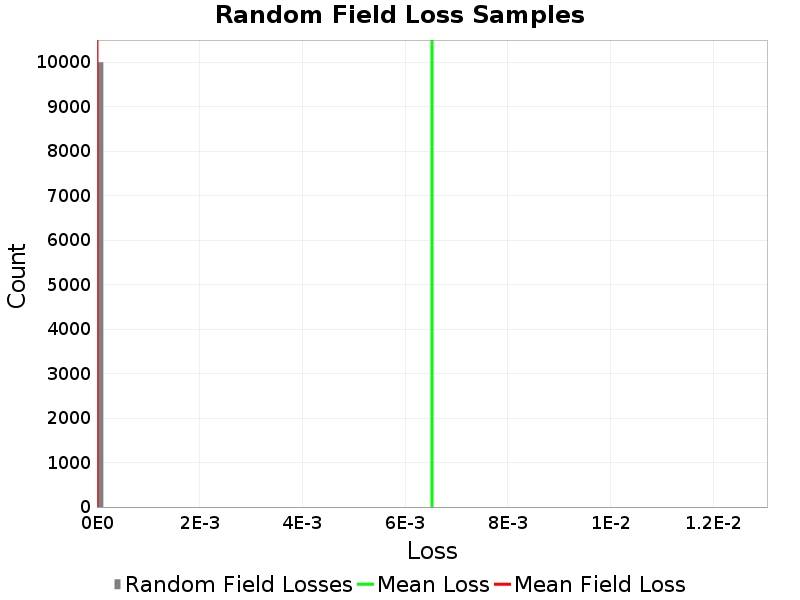 Random Field Loss Samples
10000
9000
8000
7000
6000
5000
4000
3000
2000
1000
0
Count
0E0 2E-3 4E-3 6E-3 8E-3 1E-2 1.2E-2
Loss
Random Field Losses Mean Loss Mean Field Loss